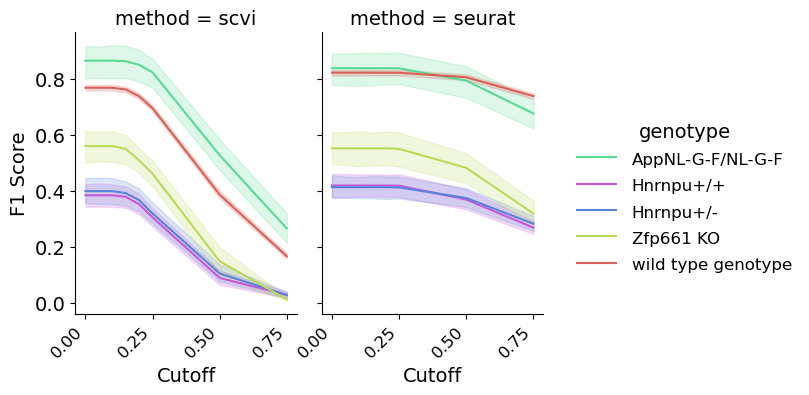 method = scvi
method = seurat
F1 Score
0.8
0.6
0.4
0.2
0.0
0.00
0.25
0.50
0.75
Cutoff
0.00
0.25
0.50
0.75
Cutoff
genotype
AppNL-G-F/NL-G-F
Hnrnpu+/+
Hnrnpu+/-
Zfp661 KO
wild type genotype